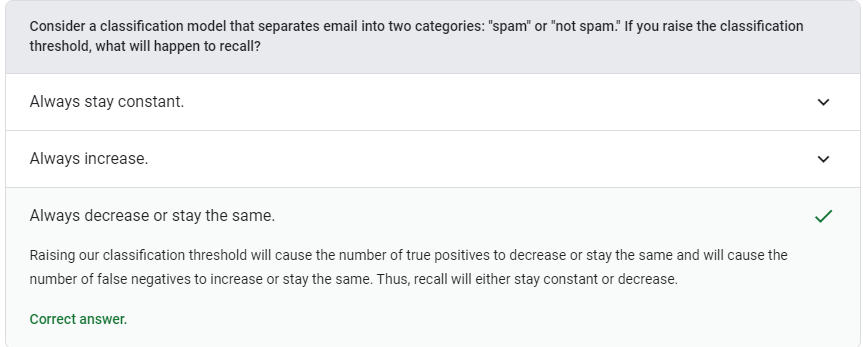 Consider a classification model that separates email into two categories: "spam" or "not spam." If you raise the classification
threshold, what will happen to recall?
Always stay constant.
Always increase.
Always decrease or stay the same.
Raising our classification threshold will cause the number of true positives to decrease or stay the same and will cause the
number of false negatives to increase or stay the same. Thus, recall will either stay constant or decrease.
Correct answer.